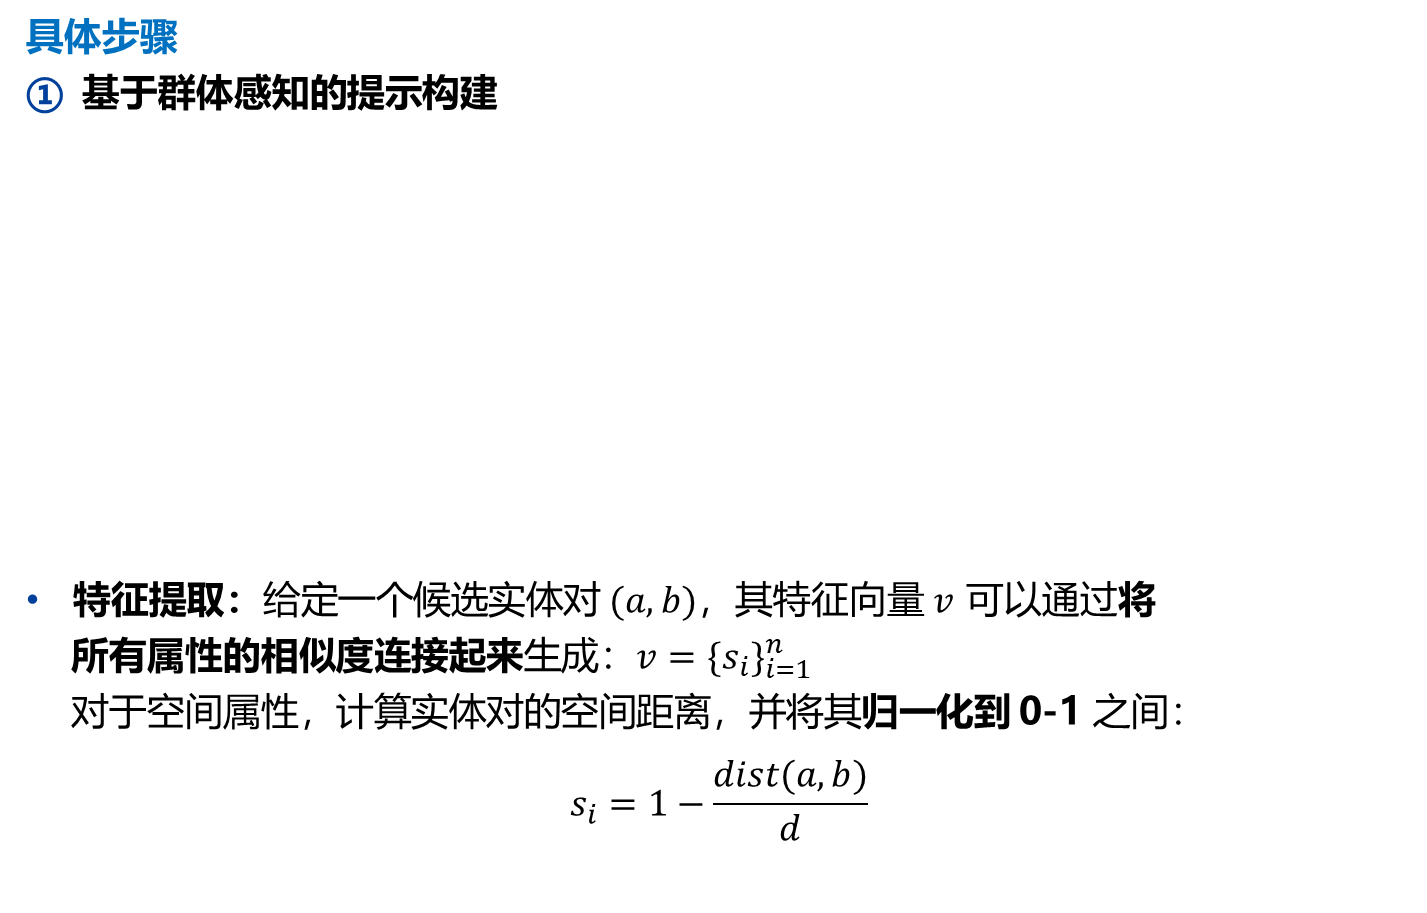 具体步骤
① 基于群体感知的提示构建
• 特征提取：给定一个候选实体对 (a, b)，其特征向量 v 可以通过将
所有属性的相似度连接起来生成：v = {s_i}_{i=1}^{n}
对于空间属性，计算实体对的空间距离，并将其归一化到 0-1 之间：
s_i = 1 − \frac{dist(a, b)}{d}